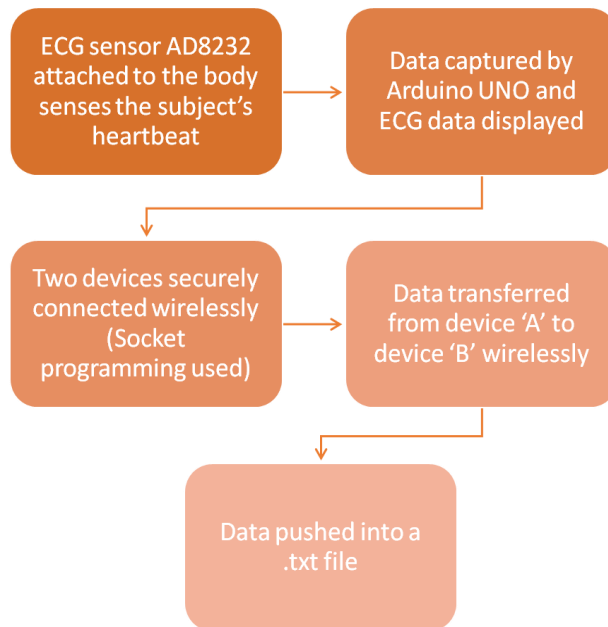 ECG sensor AD8232
attached to the body
senses the subject’s
heartbeat
Data captured by
Arduino UNO and
ECG data displayed
Two devices securely
connected wirelessly
(Socket
programming used)
Data transferred
from device ‘A’ to
device ‘B’ wirelessly
Data pushed into a
.txt file